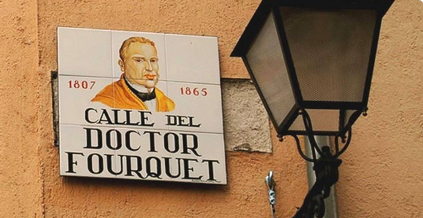 1807 1865
CALLE DEL
DOCTOR
FOURQUET